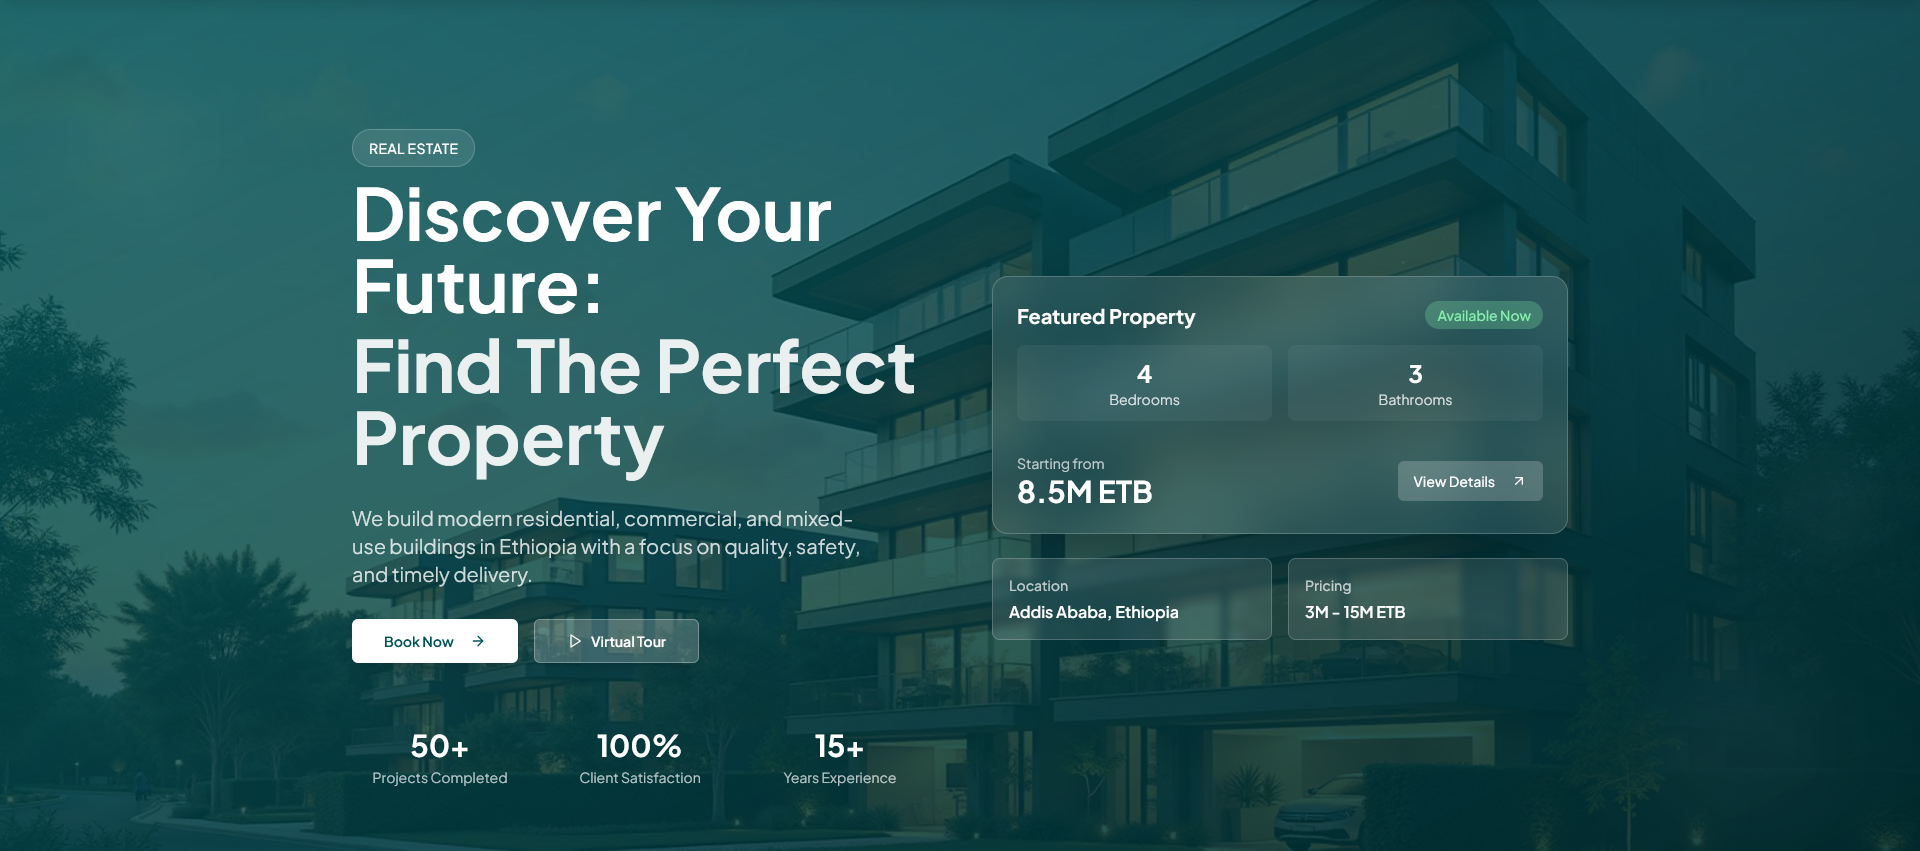 REAL ESTATE
Discover Your
Future:
Find The Perfect
Property
We build modern residential, commercial, and mixed-
use buildings in Ethiopia with a focus on quality, safety,
and timely delivery.
Book Now
Virtual Tour
50+
Projects Completed
100%
Client Satisfaction
15+
Years Experience
Featured Property
Available Now
4
Bedrooms
3
Bathrooms
Starting from
8.5M ETB
View Details
Location
Addis Ababa, Ethiopia
Pricing
3M - 15M ETB